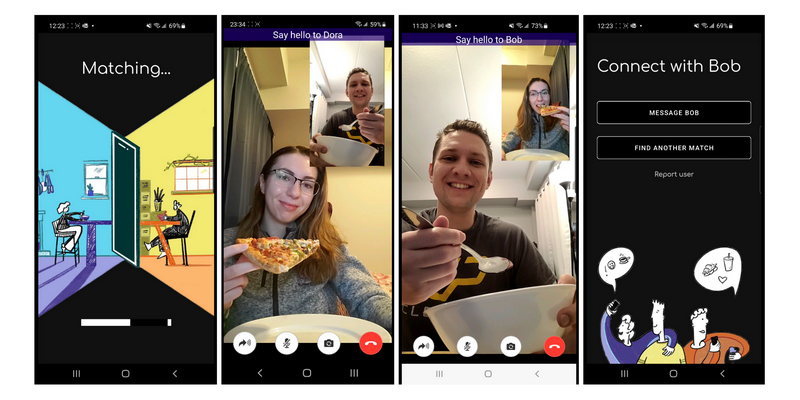 12:23 69%
Matching...
23:34 59%
Say hello to Dora
11:33 73%
Say hello to Bob
12:23 69%
Connect with Bob
MESSAGE BOB
FIND ANOTHER MATCH
Report user